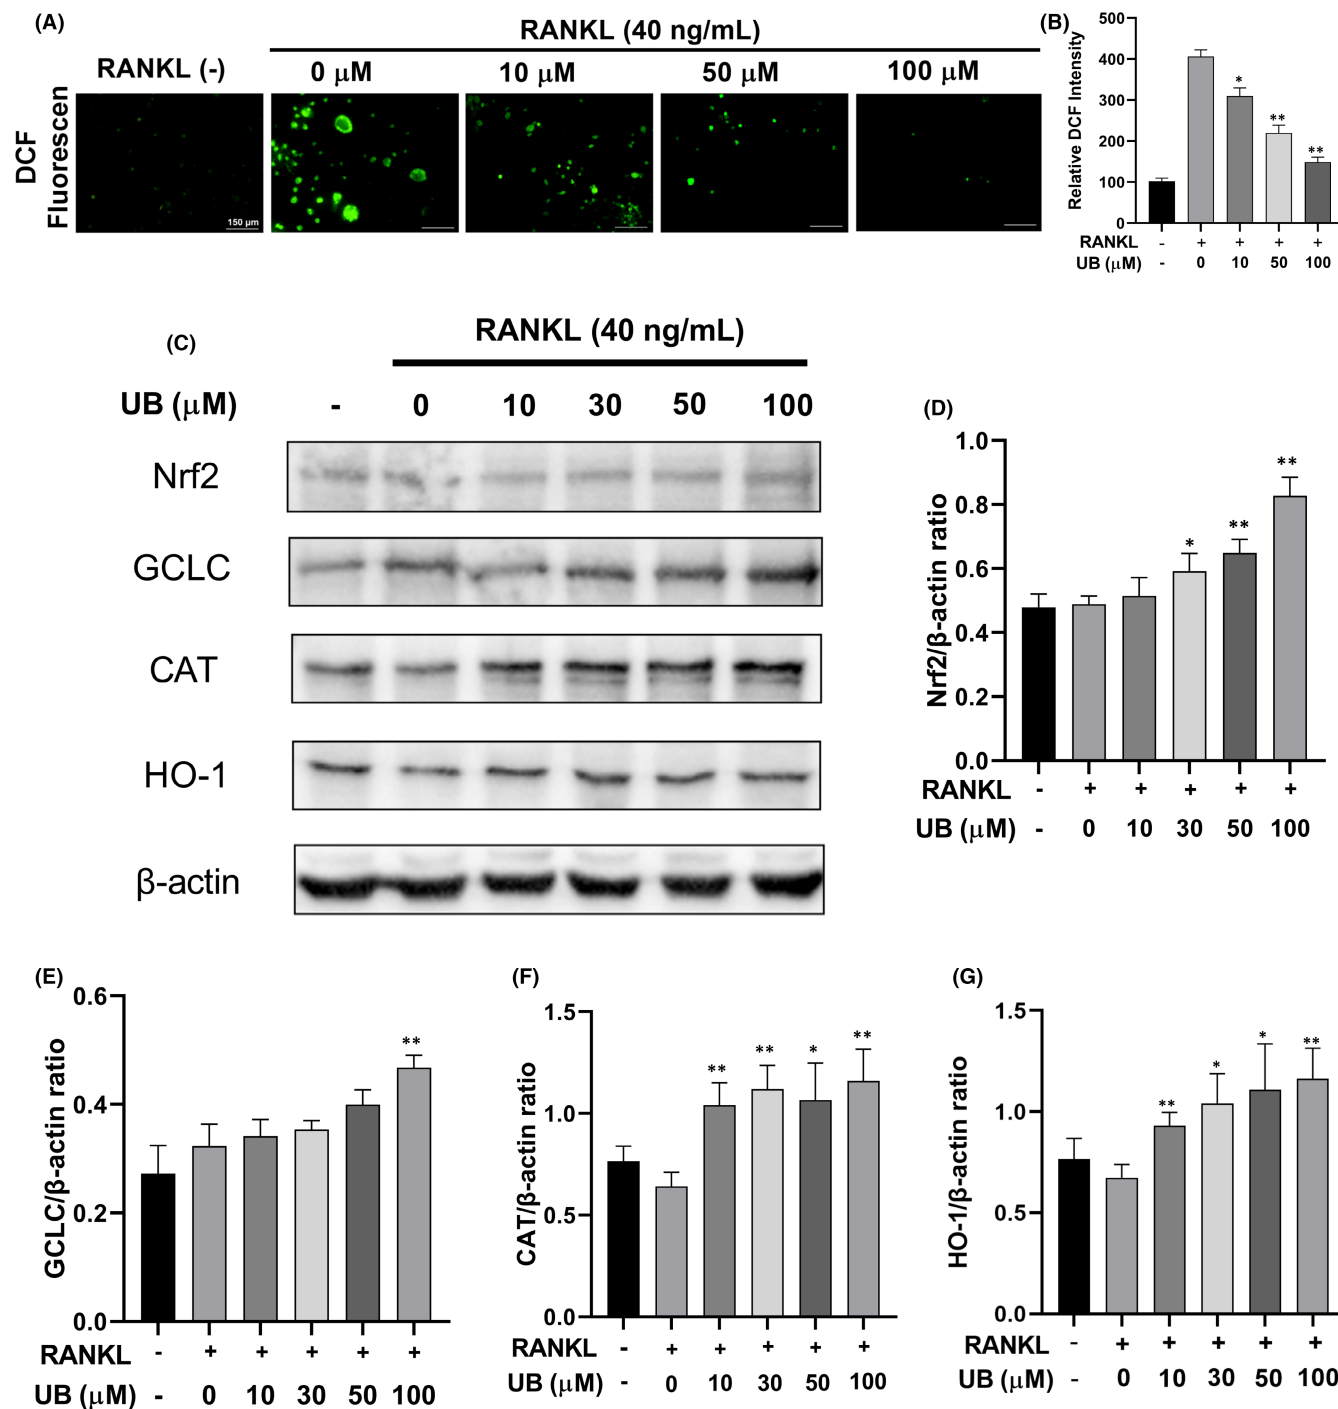 (A)
RANKL (40 ng/mL)
RANKL (-) 0 μM 10 μM 50 μM 100 μM
DCF
Fluorescen
150 μm
(B)
Relative DCF Intensity
500
400
300
200
100
0
* ** **
RANKL - + + + +
UB (μM) - 0 10 50 100
(C)
RANKL (40 ng/mL)
UB (μM) - 0 10 30 50 100
Nrf2
GCLC
CAT
HO-1
β-actin
(D)
Nrf2/β-actin ratio
1.0
0.8
0.6
0.4
0.2
0.0
* ** **
RANKL - + + + + +
UB (μM) - 0 10 30 50 100
(E)
GCLC/β-actin ratio
0.6
0.4
0.2
0.0
**
RANKL - + + + + +
UB (μM) - 0 10 30 50 100
(F)
CAT/β-actin ratio
1.5
1.0
0.5
0.0
** ** * **
RANKL - + + + + +
UB (μM) - 0 10 30 50 100
(G)
HO-1/β-actin ratio
1.5
1.0
0.5
0.0
** * * **
RANKL - + + + + +
UB (μM) - 0 10 30 50 100